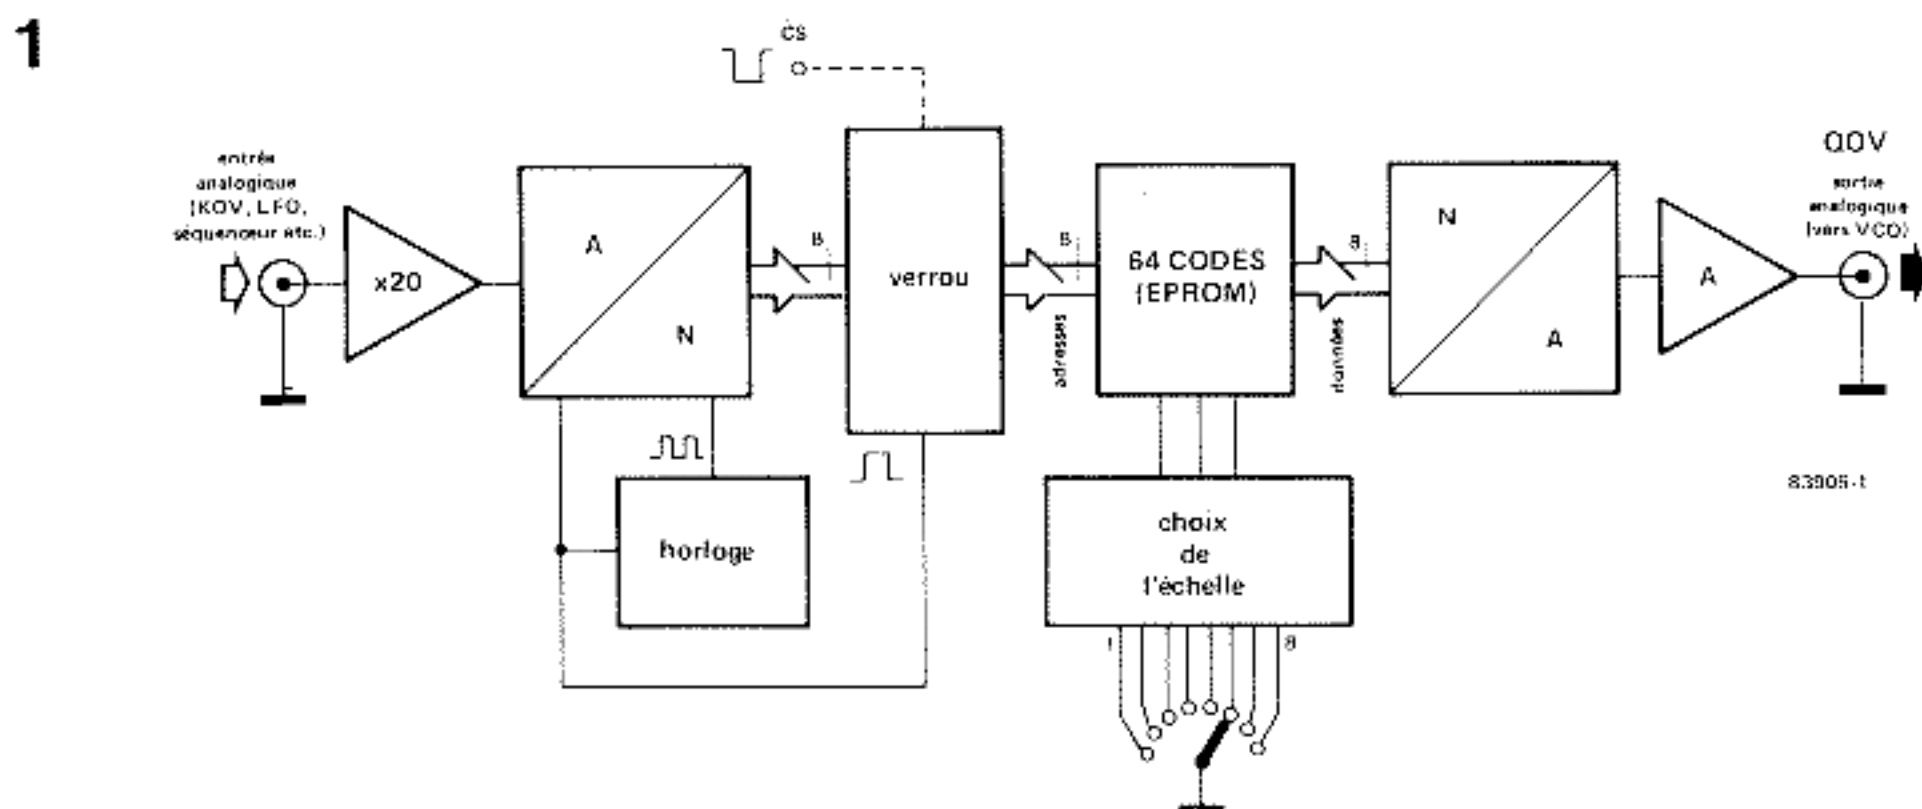 1
CS
entrée
analogique
(KOV, LFO,
séquenceur etc.)
x20
A
N
8
verrou
8
adresses
64 CODES
(EPROM)
8
données
N
A
A
QOV
sortie
analogique
(vers VCO)
horloge
choix
de
l'échelle
1
8
83906-1